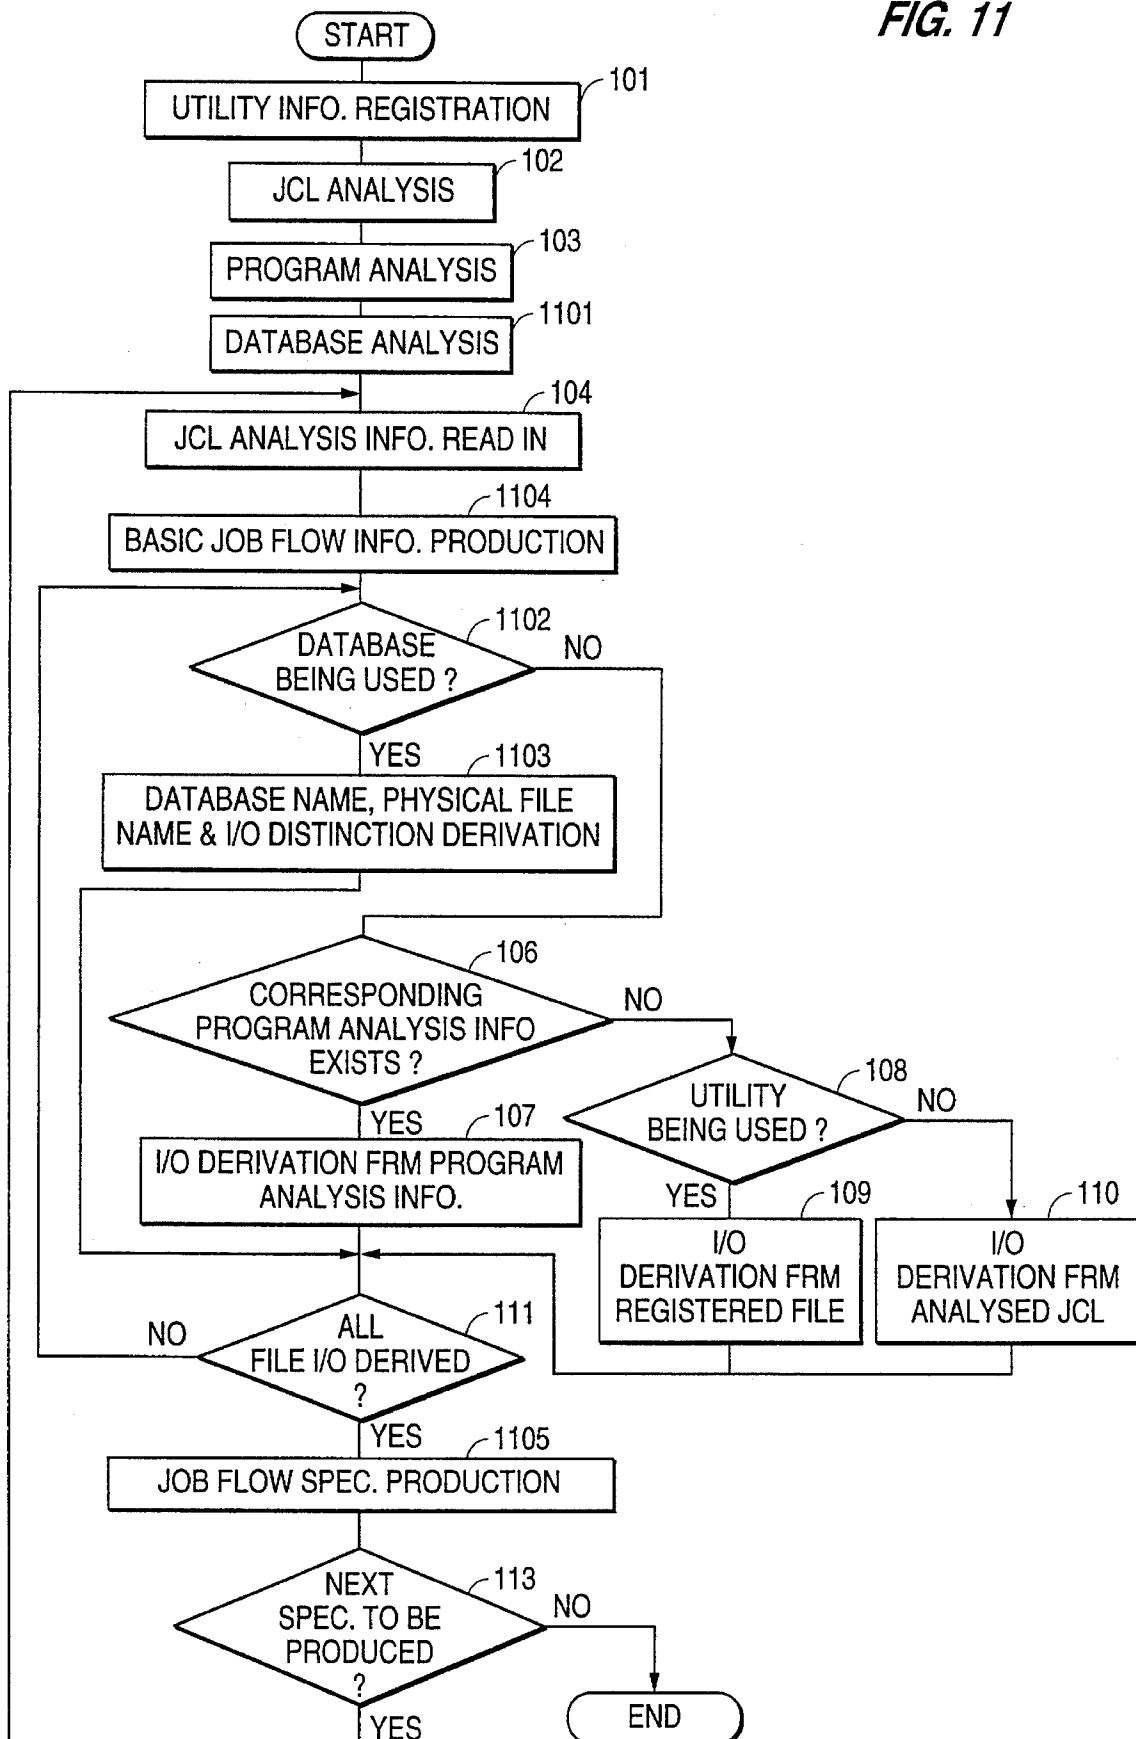 FIG. 11
START
101
UTILITY INFO. REGISTRATION
102
JCL ANALYSIS
103
PROGRAM ANALYSIS
1101
DATABASE ANALYSIS
104
JCL ANALYSIS INFO. READ IN
1104
BASIC JOB FLOW INFO. PRODUCTION
1102
DATABASE
BEING USED ?
NO
YES
1103
DATABASE NAME, PHYSICAL FILE
NAME & I/O DISTINCTION DERIVATION
106
CORRESPONDING
PROGRAM ANALYSIS INFO
EXISTS ?
NO
YES
108
UTILITY
BEING USED ?
NO
YES
107
I/O DERIVATION FRM PROGRAM
ANALYSIS INFO.
109
I/O
DERIVATION FRM
REGISTERED FILE
110
I/O
DERIVATION FRM
ANALYSED JCL
111
ALL
FILE I/O DERIVED
?
NO
YES
1105
JOB FLOW SPEC. PRODUCTION
113
NEXT
SPEC. TO BE
PRODUCED
?
NO
YES
END